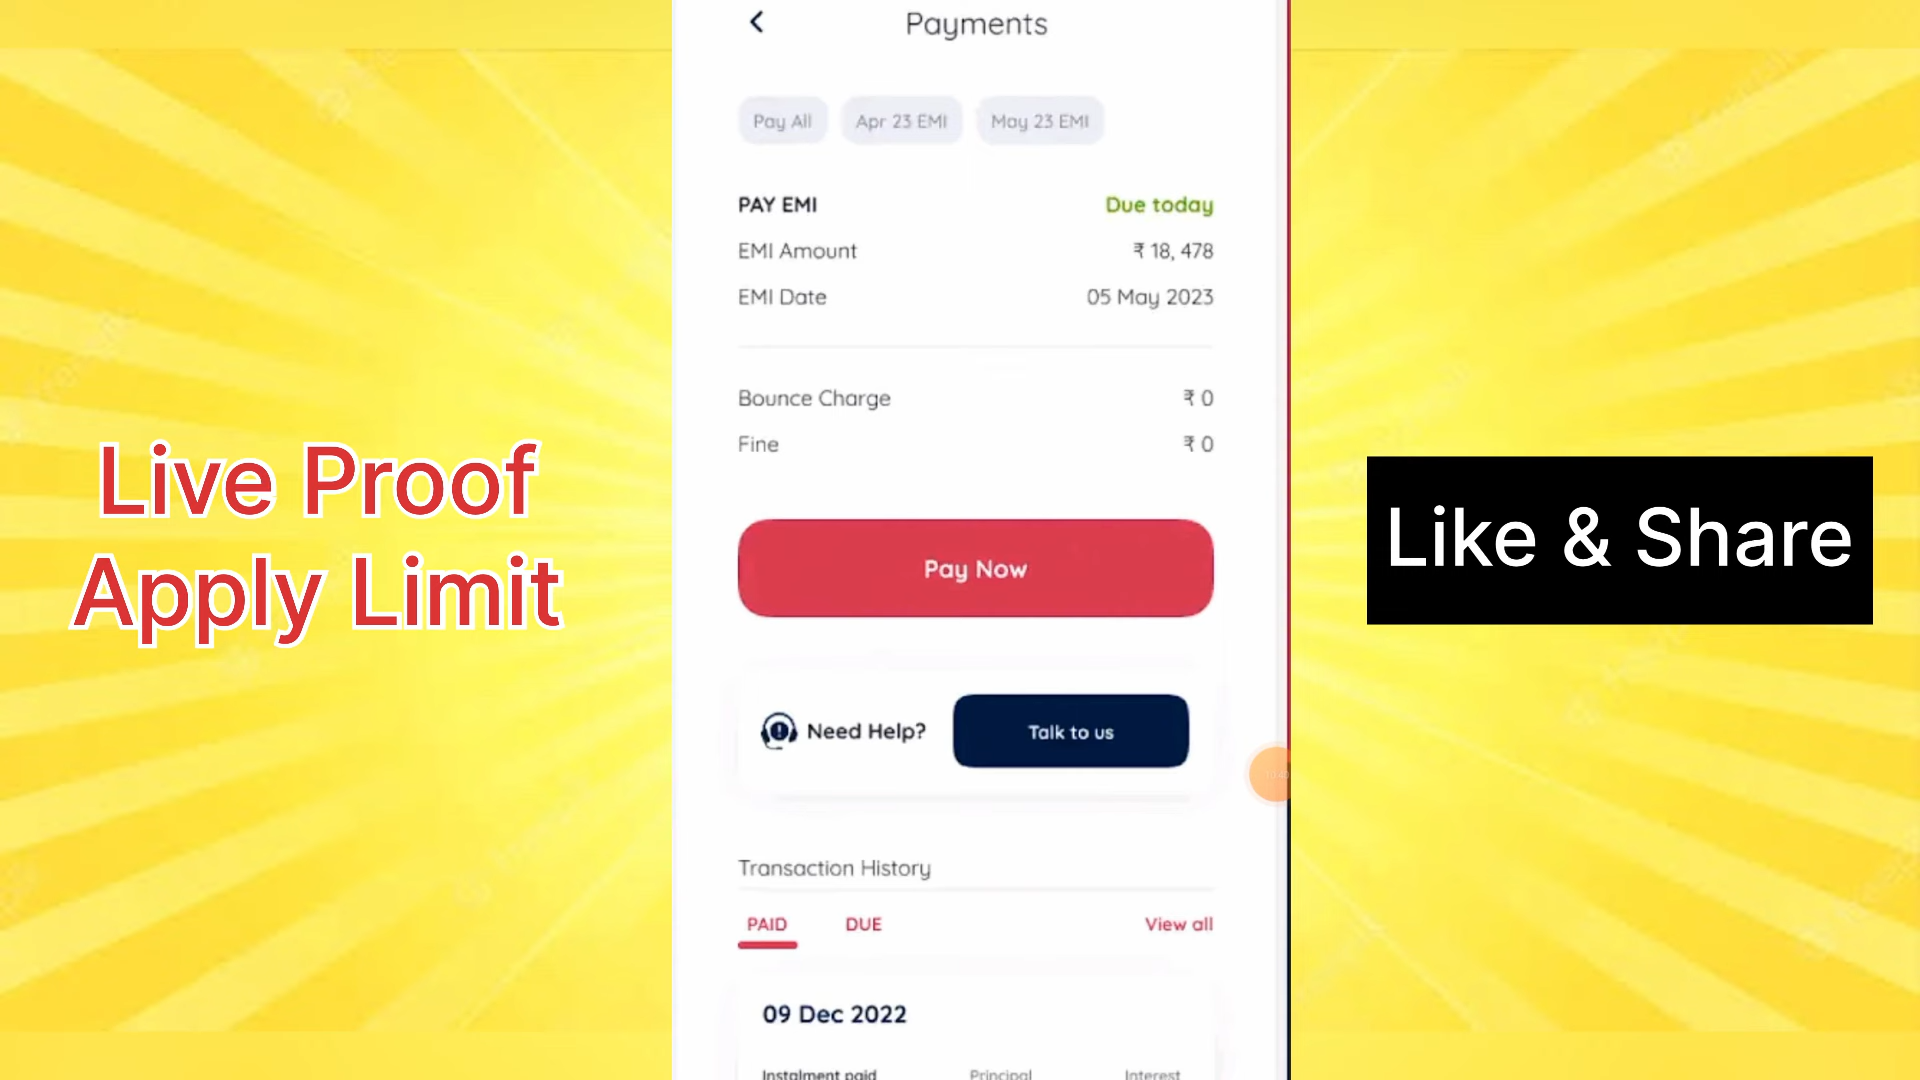 Payments
Pay All Apr 23 EMI May 23 EMI
PAY EMI Due today
EMI Amount ₹ 18, 478
EMI Date 05 May 2023
Bounce Charge ₹ 0
Fine ₹ 0
Pay Now
Need Help? Talk to us
Transaction History
PAID DUE View all
09 Dec 2022
Instalment paid Principal Interest
Live Proof
Apply Limit
Like & Share